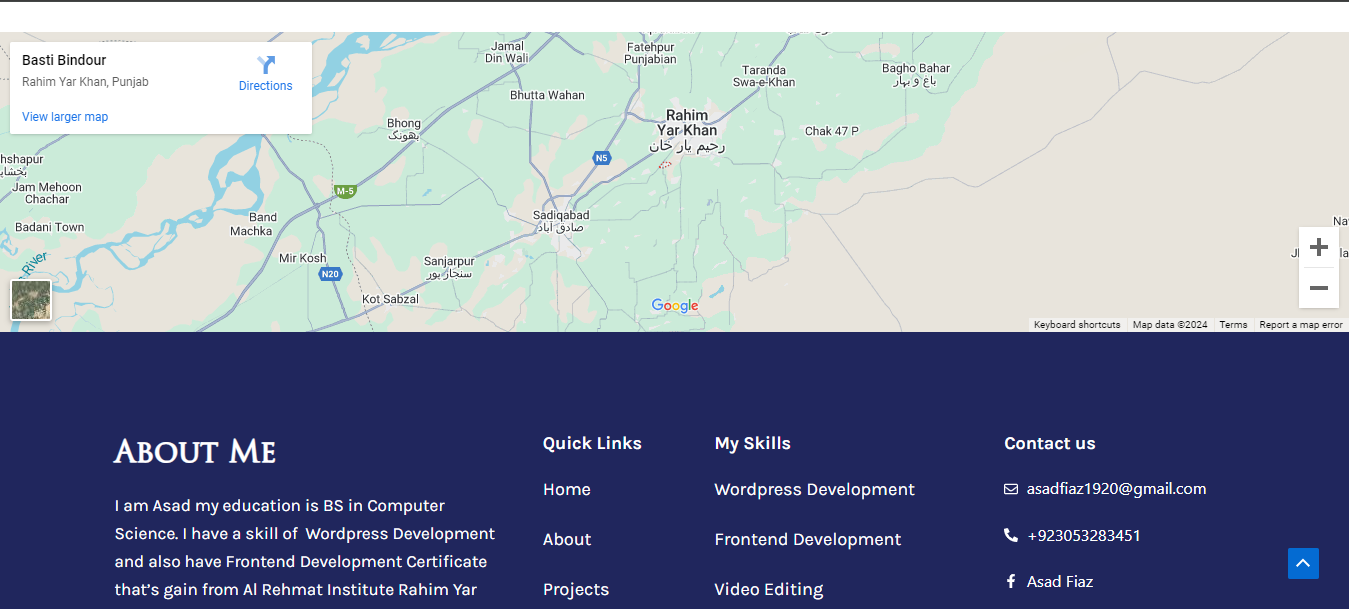 Basti Bindour
Rahim Yar Khan, Punjab
Directions
View larger map
Jamal
Din Wali
Fatehpur
Punjabian
Taranda
Swa-e-Khan
Bagho Bahar
باغ و بہار
Bhutta Wahan
Rahim
Yar Khan
رحیم یار خان
Bhong
بھونگ
Chak 47 P
N5
hshapur
Jam Mehoon
Chachar
M-5
Badani Town
Band
Machka
Sadiqabad
صادق آباد
Mir Kosh
N20
Sanjarpur
سنجار پور
River
Kot Sabzal
Google
Keyboard shortcuts
Map data ©2024
Terms
Report a map error
About Me
I am Asad my education is BS in Computer
Science. I have a skill of Wordpress Development
and also have Frontend Development Certificate
that’s gain from Al Rehmat Institute Rahim Yar
Quick Links
Home
About
Projects
My Skills
Wordpress Development
Frontend Development
Video Editing
Contact us
asadfiaz1920@gmail.com
+923053283451
Asad Fiaz